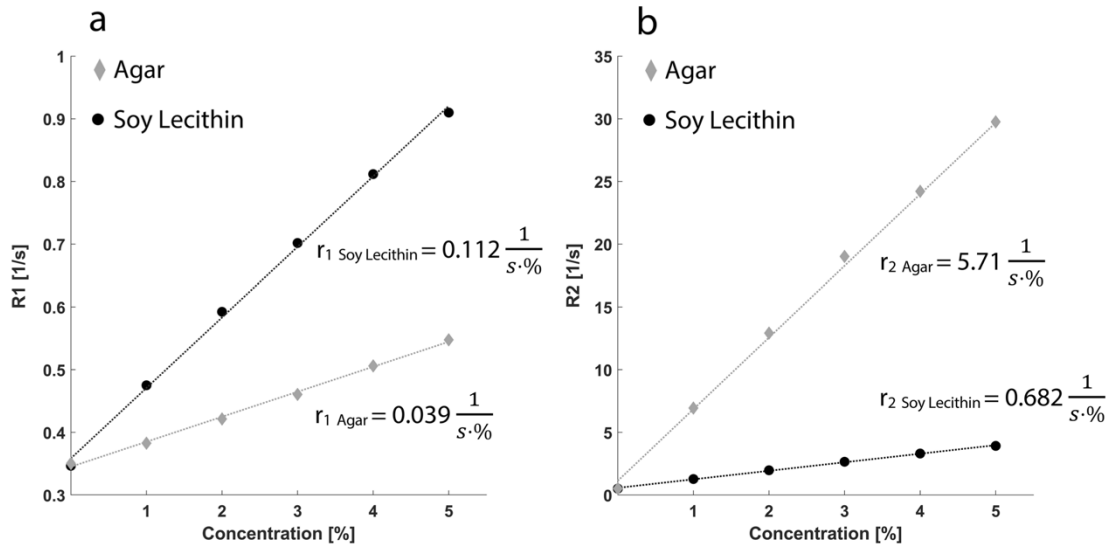 a
Agar
Soy Lecithin
R1 [1/s]
1
0.9
0.8
0.7
0.6
0.5
0.4
0.3
r1 Soy Lecithin = 0.112 1/s·%
r1 Agar = 0.039 1/s·%
1 2 3 4 5
Concentration [%]
b
Agar
Soy Lecithin
R2 [1/s]
35
30
25
20
15
10
5
0
r2 Agar = 5.71 1/s·%
r2 Soy Lecithin = 0.682 1/s·%
1 2 3 4 5
Concentration [%]